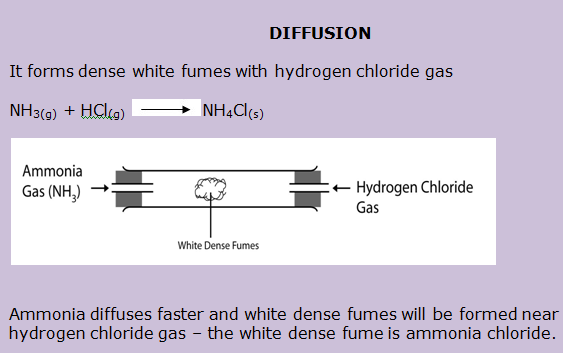 DIFFUSION
It forms dense white fumes with hydrogen chloride gas
NH3(g) + HCl(g) ⟶ NH₄Cl(s)
Ammonia
Gas (NH₃)
Hydrogen Chloride
Gas
White Dense Fumes
Ammonia diffuses faster and white dense fumes will be formed near
hydrogen chloride gas – the white dense fume is ammonia chloride.